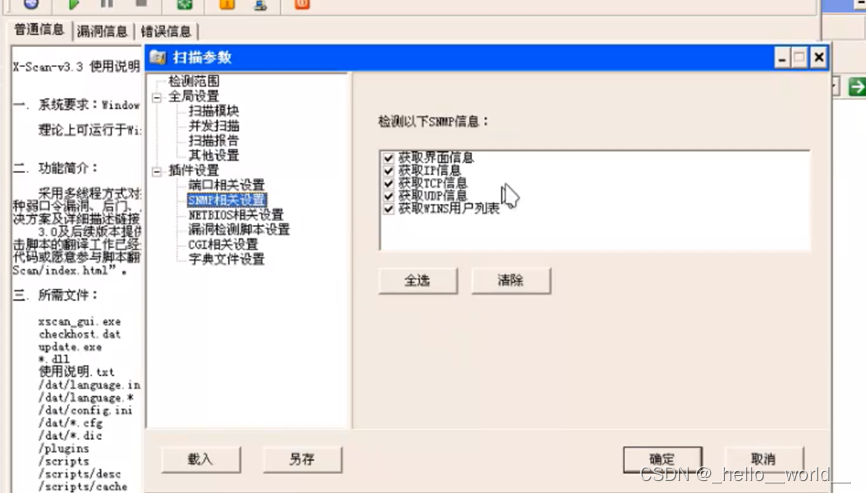 普通信息 漏洞信息 错误信息
X-Scan-v3.3 使用说明
一. 系统要求：Window
理论上可运行于Wi
二. 功能简介：
采用多线程方式对
种弱口令漏洞、后门、
决方案及详细描述链接
3.0及后续版本提供
击脚本的翻译工作已经
代码或愿意参与脚本翻
Scan/index.html”。
三. 所需文件：
xscan_gui.exe
checkhost.dat
update.exe
*.dll
使用说明.txt
/dat/language.in
/dat/language.*
/dat/config.ini
/dat/*.cfg
/dat/*.dic
/plugins
/scripts
/scripts/desc
/scripts/cache
扫描参数
检测范围
全局设置
扫描模块
并发扫描
扫描报告
其他设置
插件设置
端口相关设置
SNMP相关设置
NETBIOS相关设置
漏洞检测脚本设置
CGI相关设置
字典文件设置
检测以下SNMP信息：
获取界面信息
获取IP信息
获取TCP信息
获取UDP信息
获取WINS用户列表
全选 清除
载入 另存 确定 取消
CSDN @_hello__world__